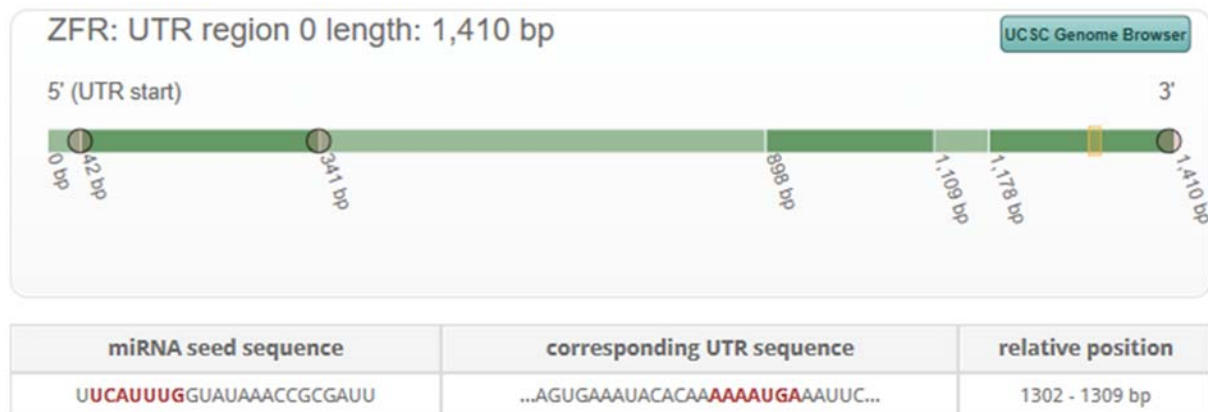 ZFR: UTR region 0 length: 1,410 bp
UCSC Genome Browser
5' (UTR start)
3'
0 bp
42 bp
341 bp
898 bp
1,109 bp
1,178 bp
1,410 bp
miRNA seed sequence
corresponding UTR sequence
relative position
UUCAUUUGGUAUAAACCGCGAUU
...AGUGAAAUACACAAAAAAUGAAAUUC...
1302 - 1309 bp